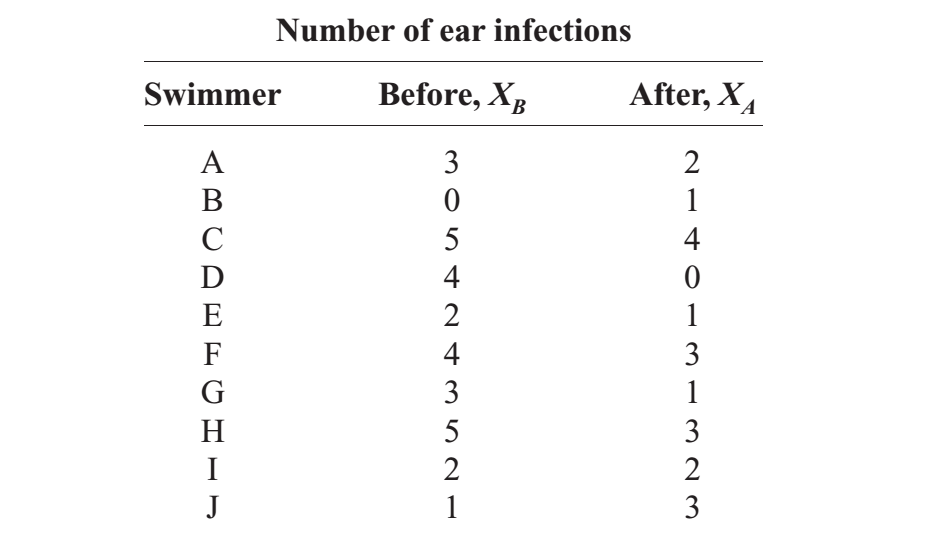 Number of ear infections
Swimmer Before, X_B After, X_A
A 3 2
B 0 1
C 5 4
D 4 0
E 2 1
F 4 3
G 3 1
H 5 3
I 2 2
J 1 3